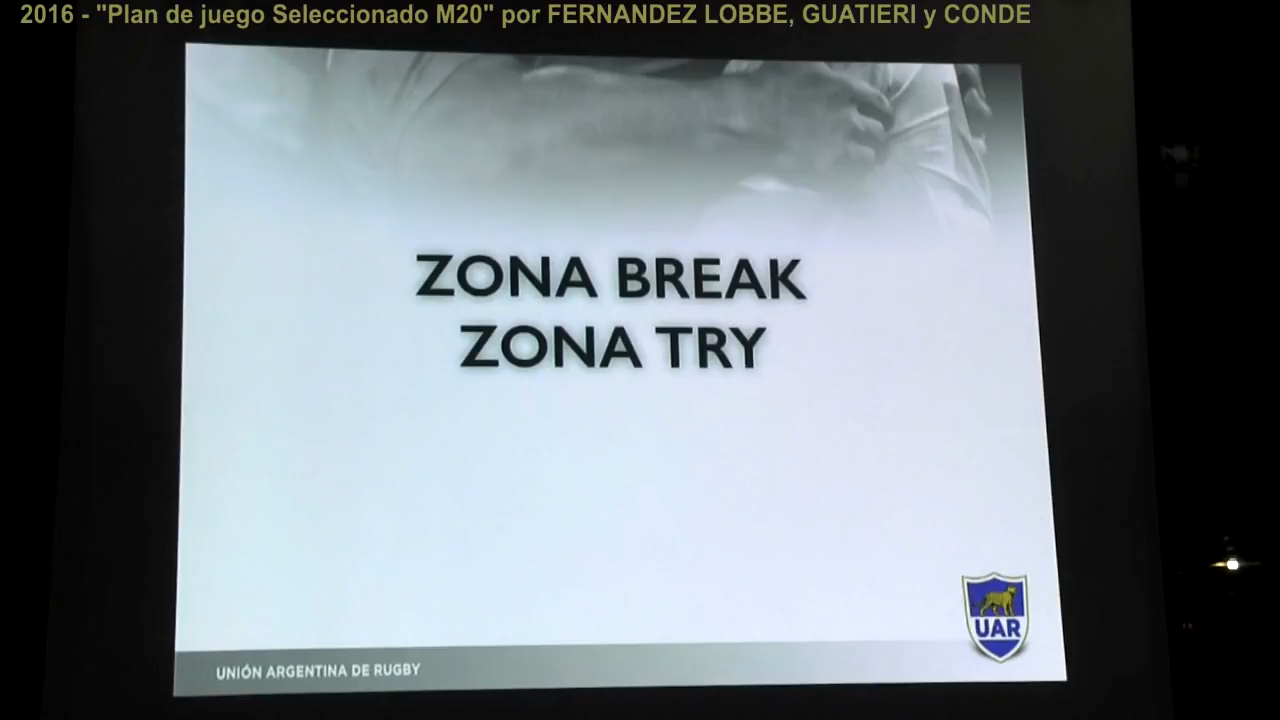 2016 - "Plan de juego Seleccionado M20" por FERNANDEZ LOBBE, GUATIERI y CONDE
ZONA BREAK
ZONA TRY
UAR
UNIÓN ARGENTINA DE RUGBY